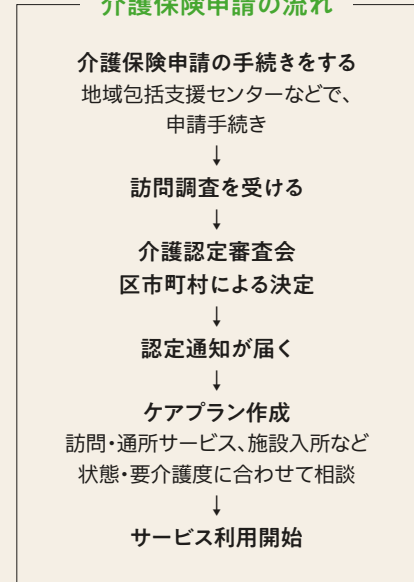 介護保険申請の流れ
介護保険申請の手続きをする
地域包括支援センターなどで、
申請手続き
↓
訪問調査を受ける
↓
介護認定審査会
区市町村による決定
↓
認定通知が届く
↓
ケアプラン作成
訪問・通所サービス、施設入所など
状態・要介護度に合わせて相談
↓
サービス利用開始